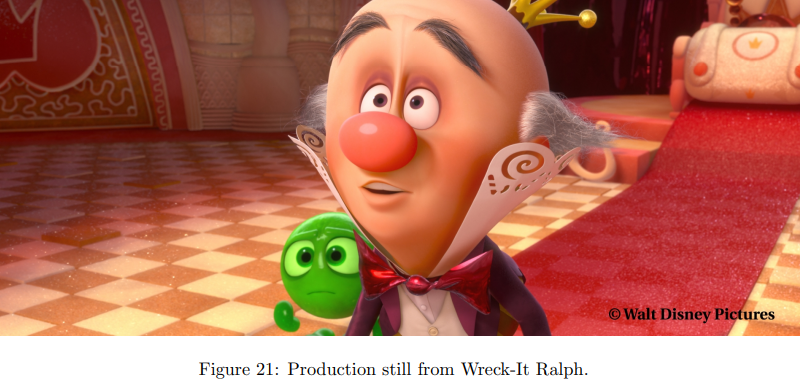 © Walt Disney Pictures
Figure 21: Production still from Wreck-It Ralph.